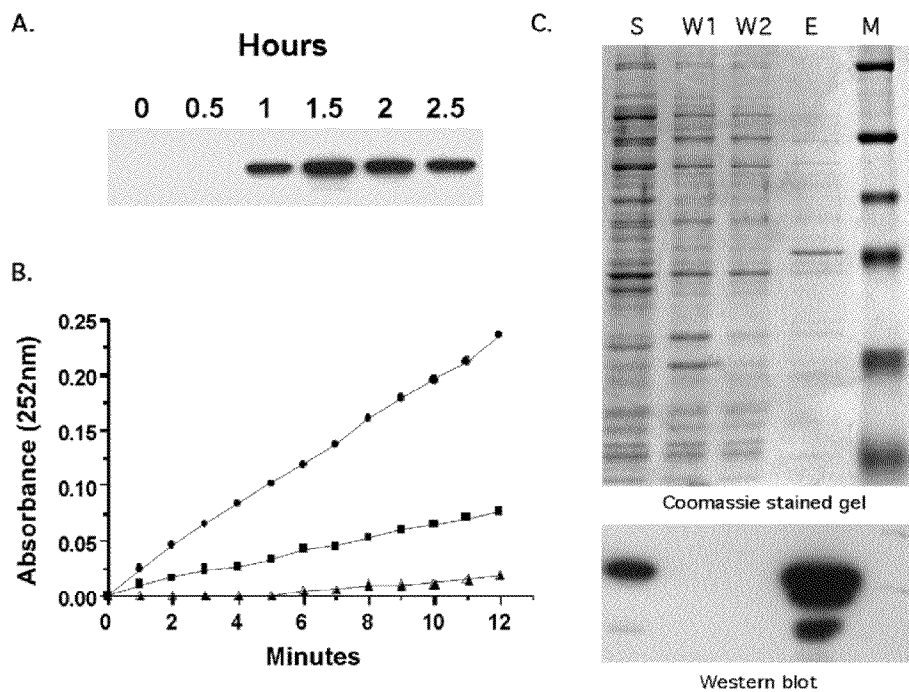 A.
Hours
0 0.5 1 1.5 2 2.5
B.
Absorbance (252nm)
0.25
0.20
0.15
0.10
0.05
0.00
0 2 4 6 8 10 12
Minutes
C.
S W1 W2 E M
Coomassie stained gel
Western blot